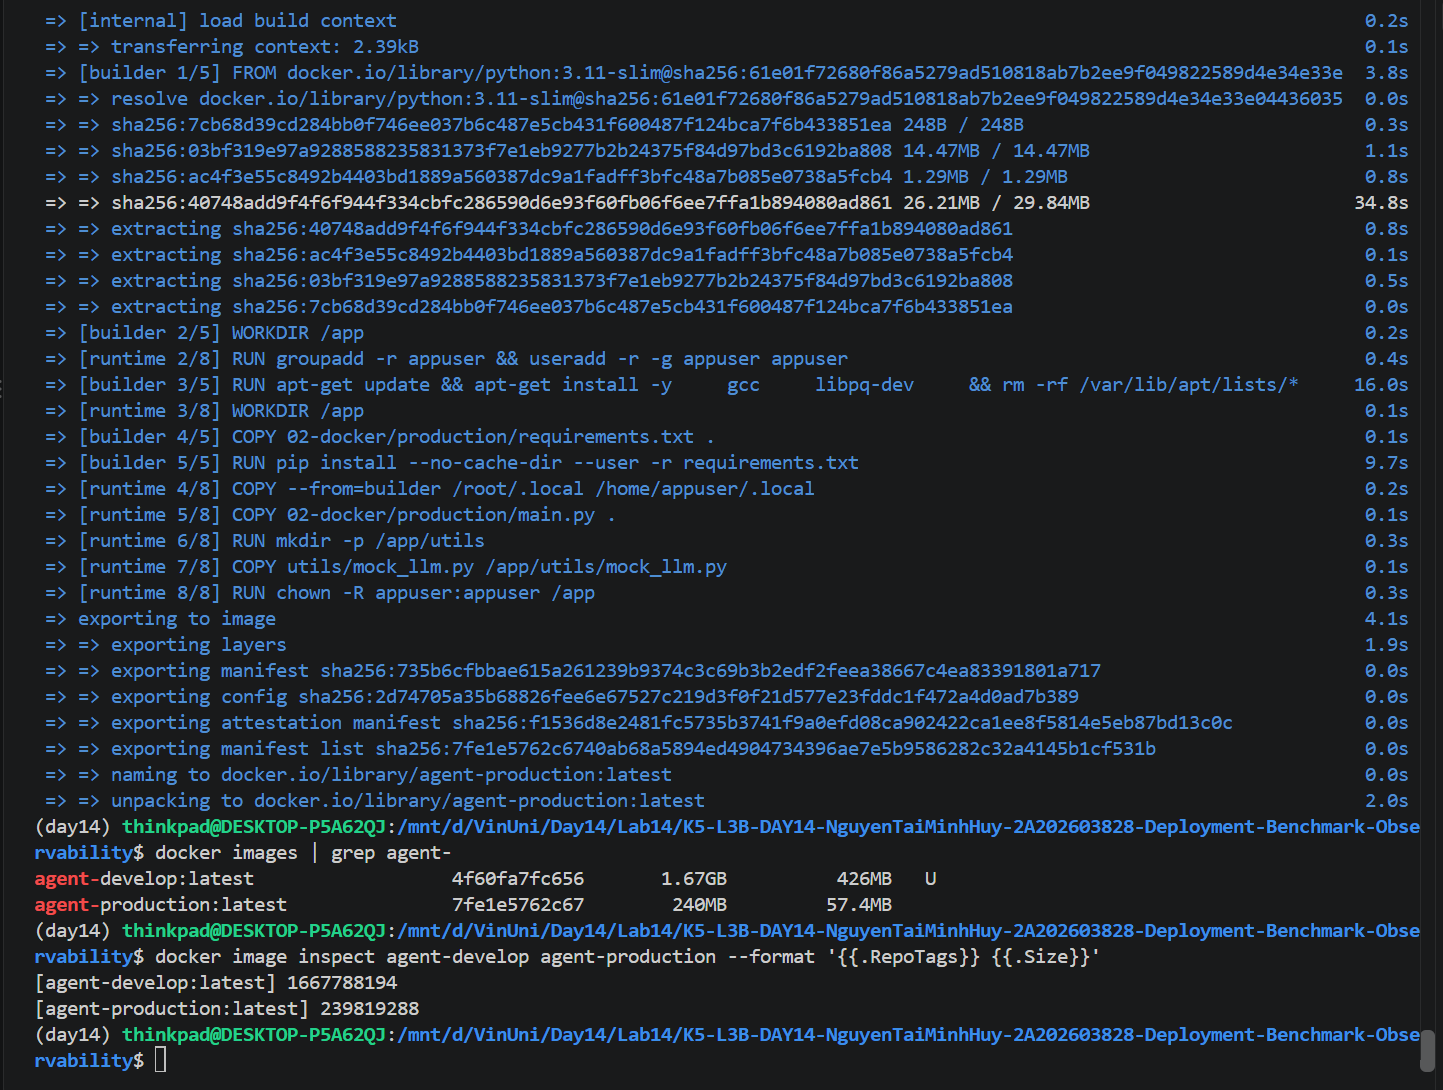 => [internal] load build context 0.2s
=> => transferring context: 2.39kB 0.1s
=> [builder 1/5] FROM docker.io/library/python:3.11-slim@sha256:61e01f72680f86a5279ad510818ab7b2ee9f049822589d4e34e33e 3.8s
=> => resolve docker.io/library/python:3.11-slim@sha256:61e01f72680f86a5279ad510818ab7b2ee9f049822589d4e34e33e04436035 0.0s
=> => sha256:7cb68d39cd284bb0f746ee037b6c487e5cb431f600487f124bca7f6b433851ea 248B / 248B 0.3s
=> => sha256:03bf319e97a9288588235831373f7e1eb9277b2b24375f84d97bd3c6192ba808 14.47MB / 14.47MB 1.1s
=> => sha256:ac4f3e55c8492b4403bd1889a560387dc9a1fadff3bfc48a7b085e0738a5fcb4 1.29MB / 1.29MB 0.8s
=> => sha256:40748add9f4f6f944f334cbfc286590d6e93f60fb06f6ee7ffa1b894080ad861 26.21MB / 29.84MB 34.8s
=> => extracting sha256:40748add9f4f6f944f334cbfc286590d6e93f60fb06f6ee7ffa1b894080ad861 0.8s
=> => extracting sha256:ac4f3e55c8492b4403bd1889a560387dc9a1fadff3bfc48a7b085e0738a5fcb4 0.1s
=> => extracting sha256:03bf319e97a9288588235831373f7e1eb9277b2b24375f84d97bd3c6192ba808 0.5s
=> => extracting sha256:7cb68d39cd284bb0f746ee037b6c487e5cb431f600487f124bca7f6b433851ea 0.0s
=> [builder 2/5] WORKDIR /app 0.2s
=> [runtime 2/8] RUN groupadd -r appuser && useradd -r -g appuser appuser 0.4s
=> [builder 3/5] RUN apt-get update && apt-get install -y     gcc     libpq-dev     && rm -rf /var/lib/apt/lists/* 16.0s
=> [runtime 3/8] WORKDIR /app 0.1s
=> [builder 4/5] COPY 02-docker/production/requirements.txt . 0.1s
=> [builder 5/5] RUN pip install --no-cache-dir --user -r requirements.txt 9.7s
=> [runtime 4/8] COPY --from=builder /root/.local /home/appuser/.local 0.2s
=> [runtime 5/8] COPY 02-docker/production/main.py . 0.1s
=> [runtime 6/8] RUN mkdir -p /app/utils 0.3s
=> [runtime 7/8] COPY utils/mock_llm.py /app/utils/mock_llm.py 0.1s
=> [runtime 8/8] RUN chown -R appuser:appuser /app 0.3s
=> exporting to image 4.1s
=> => exporting layers 1.9s
=> => exporting manifest sha256:735b6cfbbae615a261239b9374c3c69b3b2edf2feea38667c4ea83391801a717 0.0s
=> => exporting config sha256:2d74705a35b68826fee6e67527c219d3f0f21d577e23fddc1f472a4d0ad7b389 0.0s
=> => exporting attestation manifest sha256:f1536d8e2481fc5735b3741f9a0efd08ca902422ca1ee8f5814e5eb87bd13c0c 0.0s
=> => exporting manifest list sha256:7fe1e5762c6740ab68a5894ed4904734396ae7e5b9586282c32a4145b1cf531b 0.0s
=> => naming to docker.io/library/agent-production:latest 0.0s
=> => unpacking to docker.io/library/agent-production:latest 2.0s
(day14) thinkpad@DESKTOP-P5A62QJ:/mnt/d/VinUni/Day14/Lab14/K5-L3B-DAY14-NguyenTaiMinhHuy-2A202603828-Deployment-Benchmark-Obse
rvability$ docker images | grep agent-
agent-develop:latest 4f60fa7fc656 1.67GB 426MB U
agent-production:latest 7fe1e5762c67 240MB 57.4MB
(day14) thinkpad@DESKTOP-P5A62QJ:/mnt/d/VinUni/Day14/Lab14/K5-L3B-DAY14-NguyenTaiMinhHuy-2A202603828-Deployment-Benchmark-Obse
rvability$ docker image inspect agent-develop agent-production --format '{{.RepoTags}} {{.Size}}'
[agent-develop:latest] 1667788194
[agent-production:latest] 239819288
(day14) thinkpad@DESKTOP-P5A62QJ:/mnt/d/VinUni/Day14/Lab14/K5-L3B-DAY14-NguyenTaiMinhHuy-2A202603828-Deployment-Benchmark-Obse
rvability$